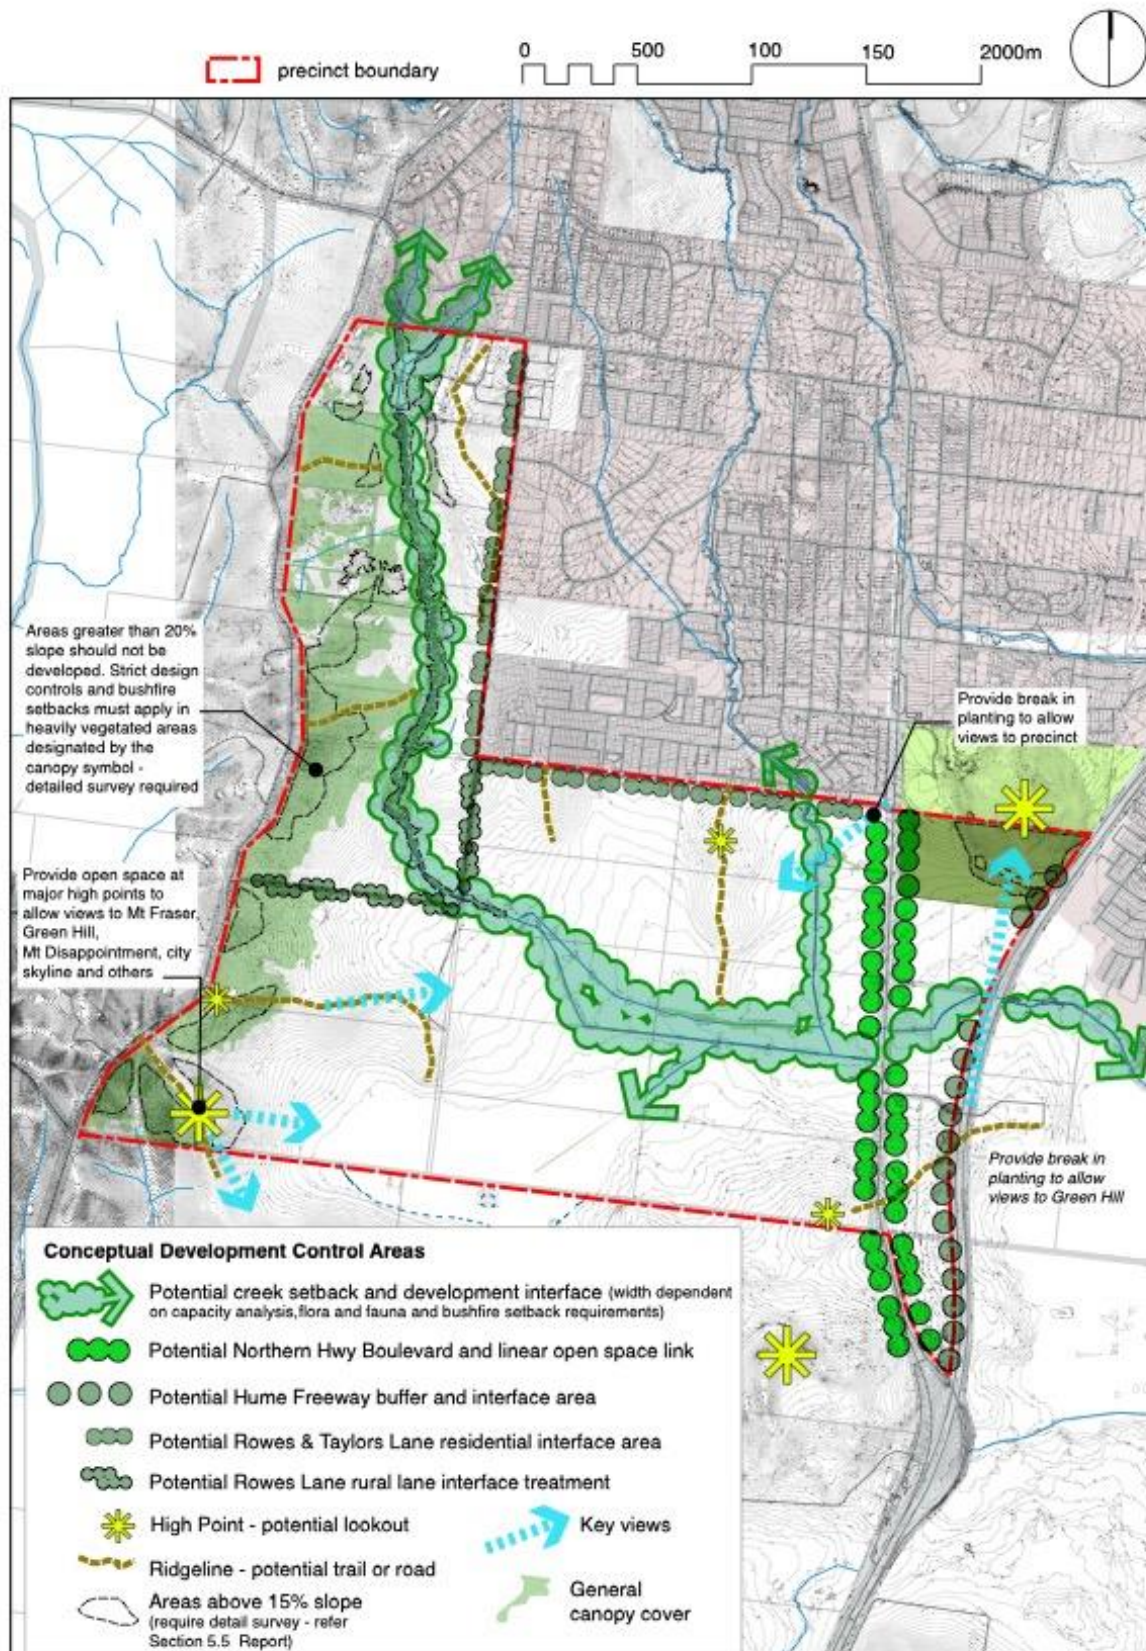 precinct boundary
0 500 100 150 2000m
Areas greater than 20%
slope should not be
developed. Strict design
controls and bushfire
setbacks must apply in
heavily vegetated areas
designated by the
canopy symbol -
detailed survey required
Provide break in
planting to allow
views to precinct
Provide open space at
major high points to
allow views to Mt Fraser,
Green Hill,
Mt Disappointment, city
skyline and others
Provide break in
planting to allow
views to Green Hill
Conceptual Development Control Areas
Potential creek setback and development interface (width dependent
on capacity analysis,flora and fauna and bushfire setback requirements)
Potential Northern Hwy Boulevard and linear open space link
Potential Hume Freeway buffer and interface area
Potential Rowes & Taylors Lane residential interface area
Potential Rowes Lane rural lane interface treatment
High Point - potential lookout
Key views
Ridgeline - potential trail or road
Areas above 15% slope
(require detail survey - refer
Section 5.5 Report)
General
canopy cover